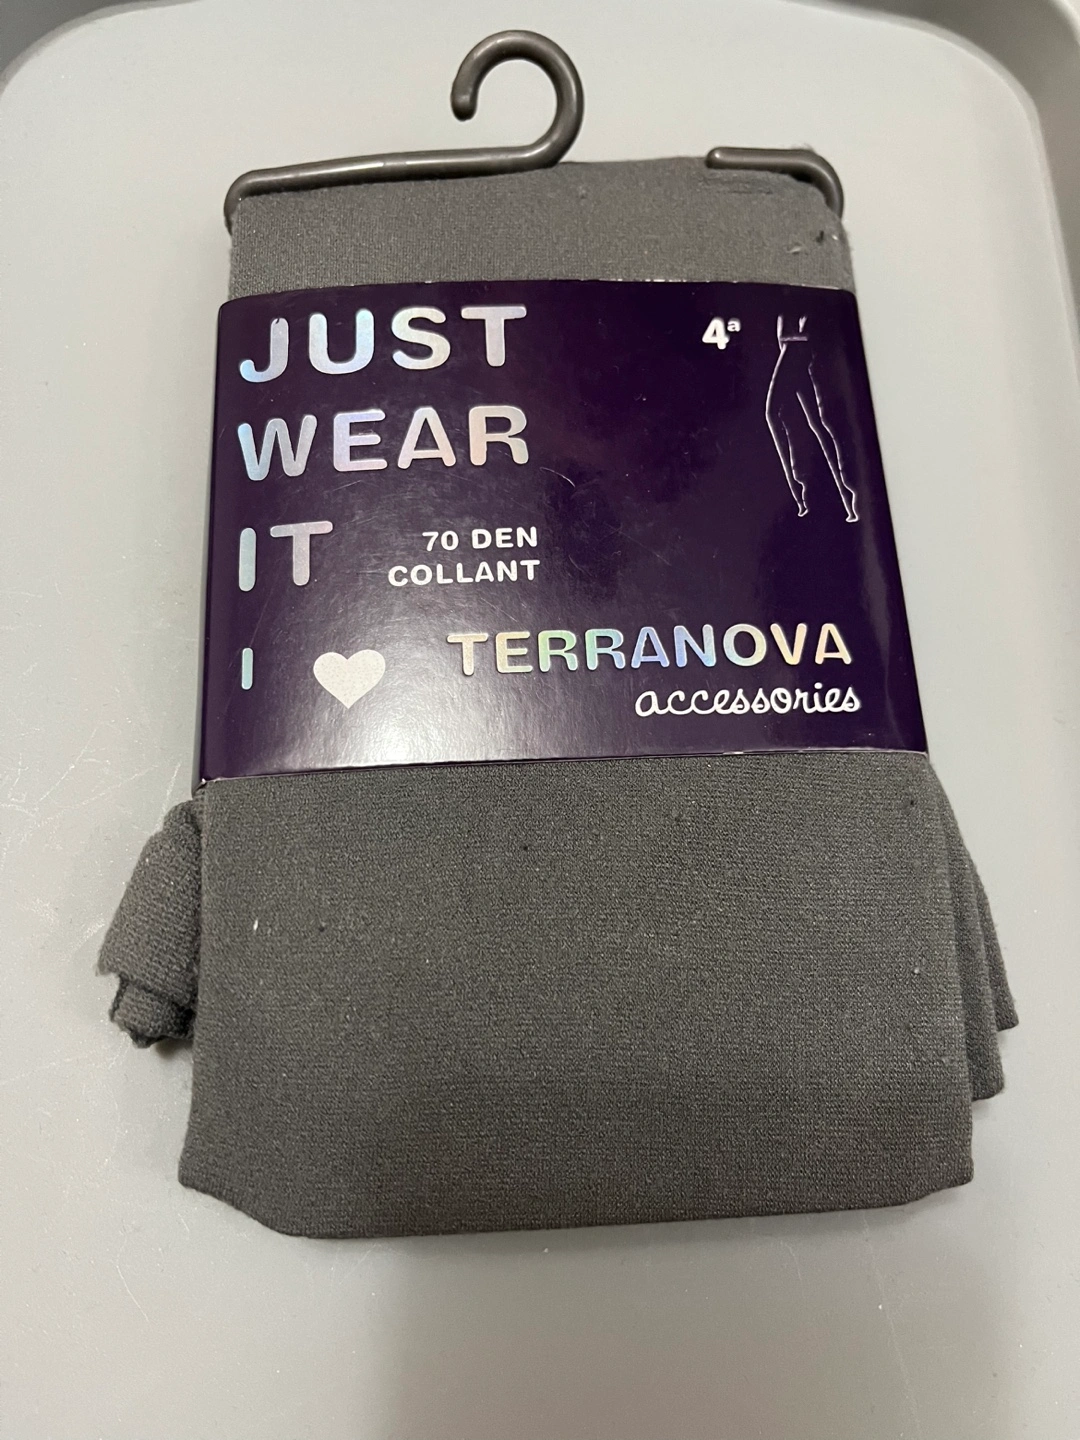 JUST
WEAR
IT
70 DEN
COLLANT
4ª
I ♥ TERRANOVA
accessories